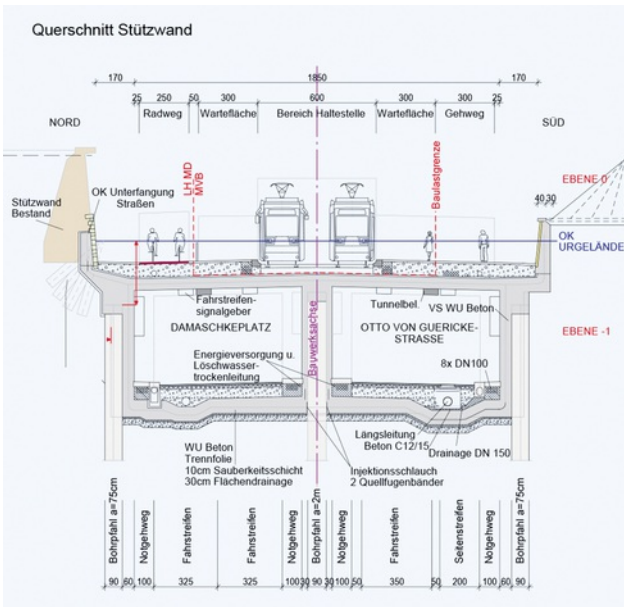 Querschnitt Stützwand
170 1850 170
25 250 50 300 600 300 300 25
Radweg Wartefläche Bereich Haltestelle Wartefläche Gehweg
NORD SÜD
LH MD
MVB
Baulastgrenze
EBENE 0
OK Unterfangung
Straßen
Stützwand
Bestand
40 30
OK
URGELÄNDE
Fahrstreifen-
signalgeber
Tunnelbel.
VS WU Beton
DAMASCHKEPLATZ
OTTO VON GUERICKE-
STRASSE
EBENE -1
Bauwerksachse
Energieversorgung u.
Löschwasser-
trockenleitung
8x DN100
Längsleitung
Beton C12/15
Drainage DN 150
WU Beton
Trennfolie
10cm Sauberkeitsschicht
30cm Flächendrainage
Injektionsschlauch
2 Quellfugenbänder
Bohrpfahl a=75cm
Notgehweg
Fahrstreifen
Fahrstreifen
Notgehweg
Bohrpfahl a=2m
Notgehweg
Fahrstreifen
Seitenstreifen
Notgehweg
Bohrpfahl a=75cm
90 60 100 325 325 100 30 90 30 100 50 350 50 200 100 60 90